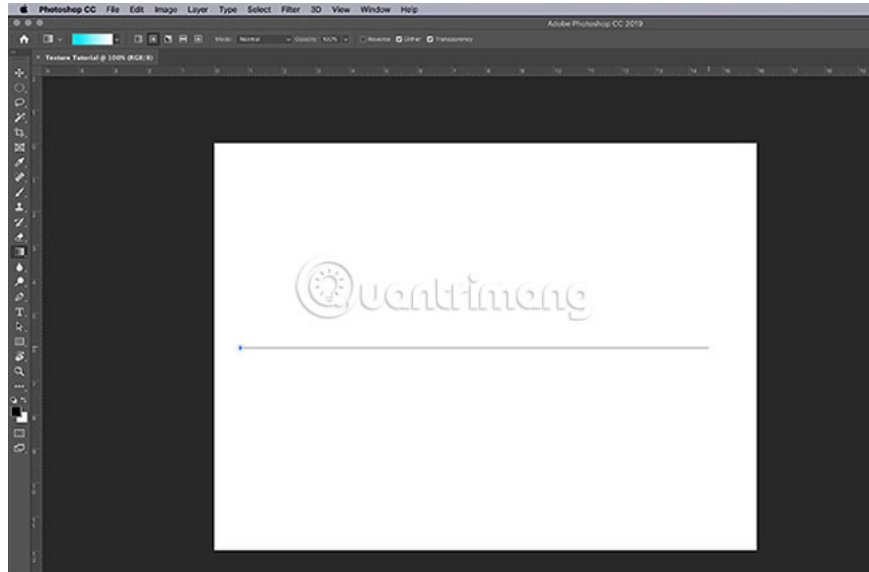 Photoshop CC File Edit Image Layer Type Select Filter 3D View Window Help
Adobe Photoshop CC 2019
Mode: Normal Opacity: 100% Reverse Dither Transparency
× Texture Tutorial @ 100% (RGB/8)
Quantrimang